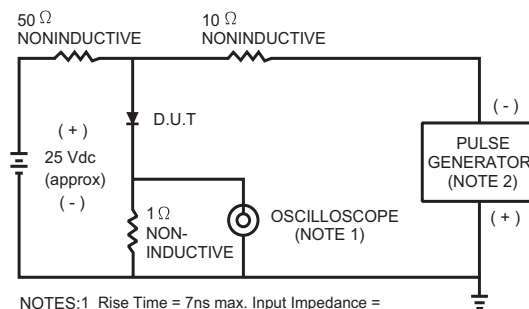 50 Ω
NONINDUCTIVE
10 Ω
NONINDUCTIVE
( + )
25 Vdc
(approx)
( - )
D.U.T
1 Ω
NON-
INDUCTIVE
OSCILLOSCOPE
(NOTE 1)
( - )
PULSE
GENERATOR
(NOTE 2)
( + )
NOTES:1 Rise Time = 7ns max. Input Impedance =